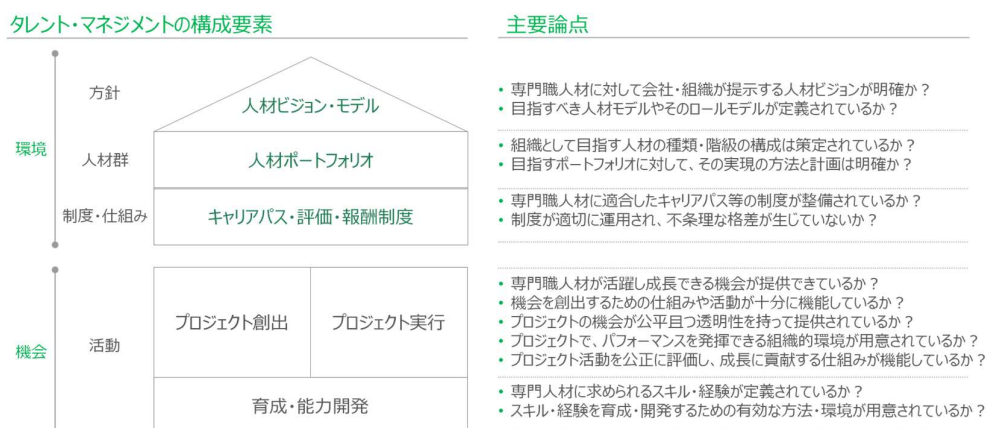 タレント・マネジメントの構成要素
主要論点
環境
方針
人材ビジョン・モデル
• 専門職人材に対して会社・組織が提示する人材ビジョンが明確か？
• 目指すべき人材モデルやそのロールモデルが定義されているか？
人材群
人材ポートフォリオ
• 組織として目指す人材の種類・階級の構成は策定されているか？
• 目指すポートフォリオに対して、その実現の方法と計画は明確か？
制度・仕組み
キャリアパス・評価・報酬制度
• 専門職人材に適合したキャリアパス等の制度が整備されているか？
• 制度が適切に運用され、不条理な格差が生じていないか？
機会
活動
プロジェクト創出
プロジェクト実行
• 専門職人材が活躍し成長できる機会が提供できているか？
• 機会を創出するための仕組みや活動が十分に機能しているか？
• プロジェクトの機会が公平且つ透明性を持って提供されているか？
• プロジェクトで、パフォーマンスを発揮できる組織的環境が用意されているか？
• プロジェクト活動を公正に評価し、成長に貢献する仕組みが機能しているか？
育成・能力開発
• 専門人材に求められるスキル・経験が定義されているか？
• スキル・経験を育成・開発するための有効な方法・環境が用意されているか？